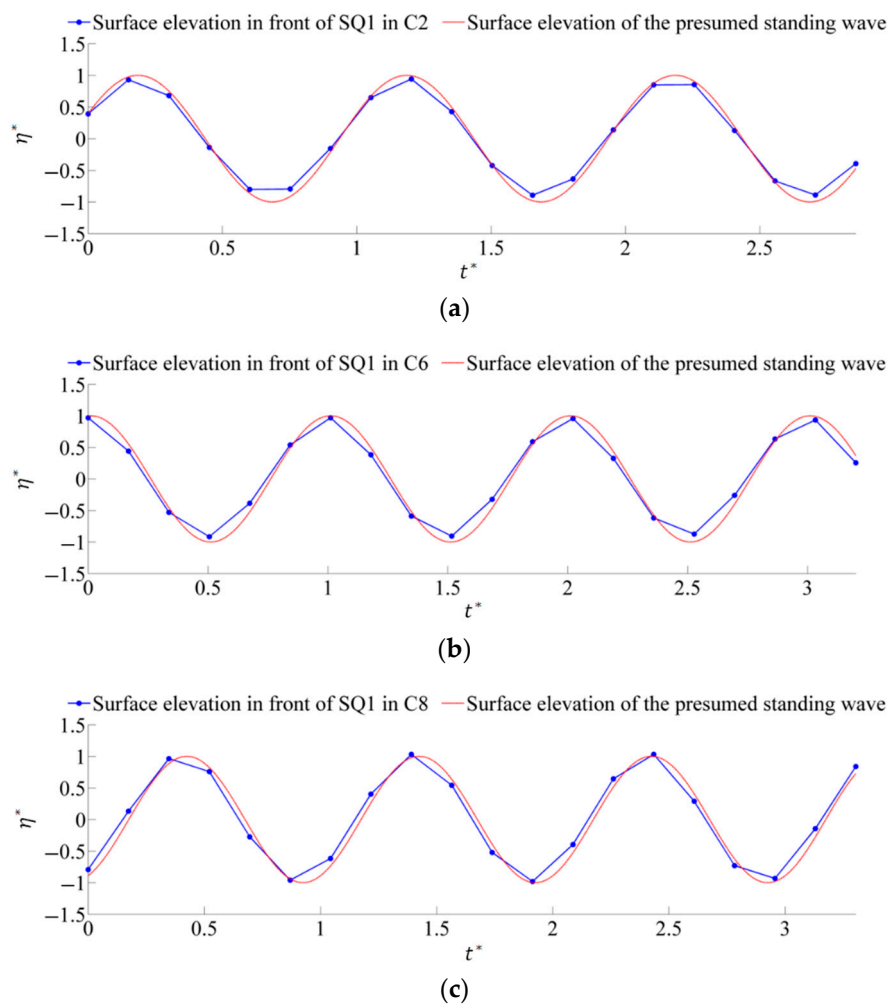 Surface elevation in front of SQ1 in C2 Surface elevation of the presumed standing wave
1.5
1
0.5
0
−0.5
−1
−1.5
η*
0 0.5 1 1.5 2 2.5
t*
(a)
Surface elevation in front of SQ1 in C6 Surface elevation of the presumed standing wave
1.5
1
0.5
0
−0.5
−1
−1.5
η*
0 0.5 1 1.5 2 2.5 3
t*
(b)
Surface elevation in front of SQ1 in C8 Surface elevation of the presumed standing wave
1.5
1
0.5
0
−0.5
−1
−1.5
η*
0 0.5 1 1.5 2 2.5 3
t*
(c)